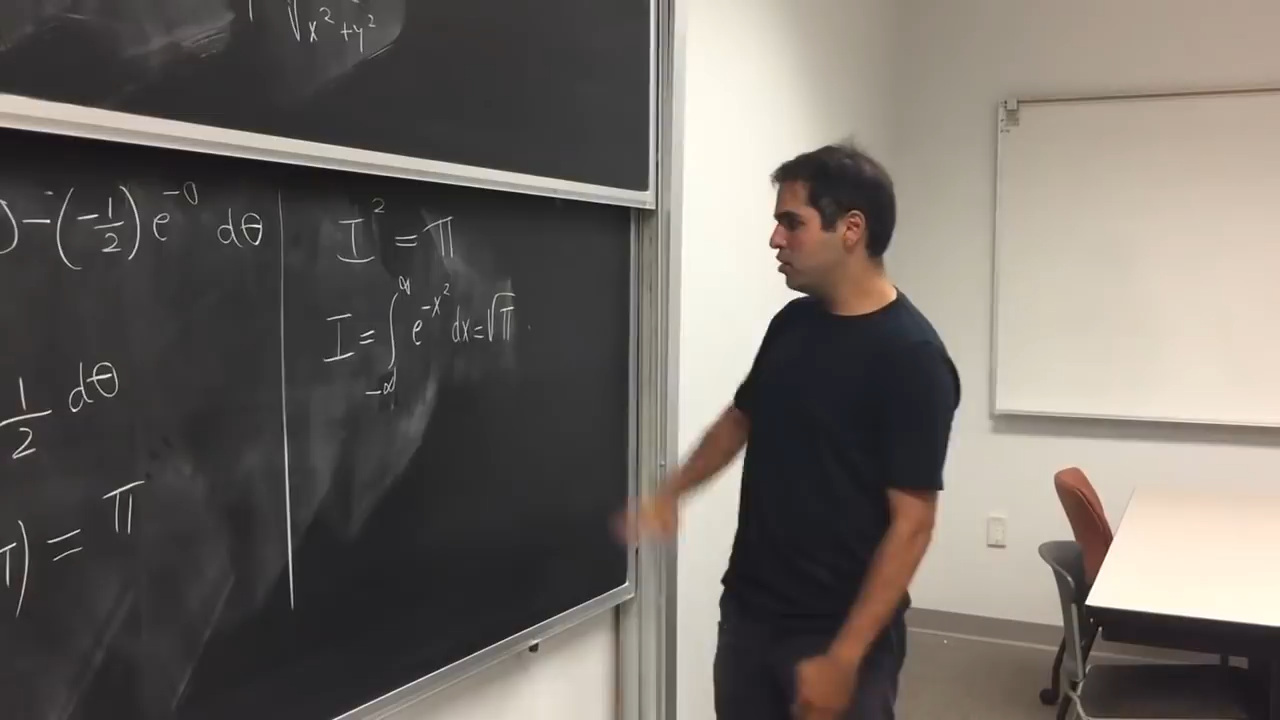 √x²+y²
)-(-1/2)e^-0 dθ
1/2 dθ
π) = π
I² = π
I = ∫_-∞^∞ e^-x² dx = √π